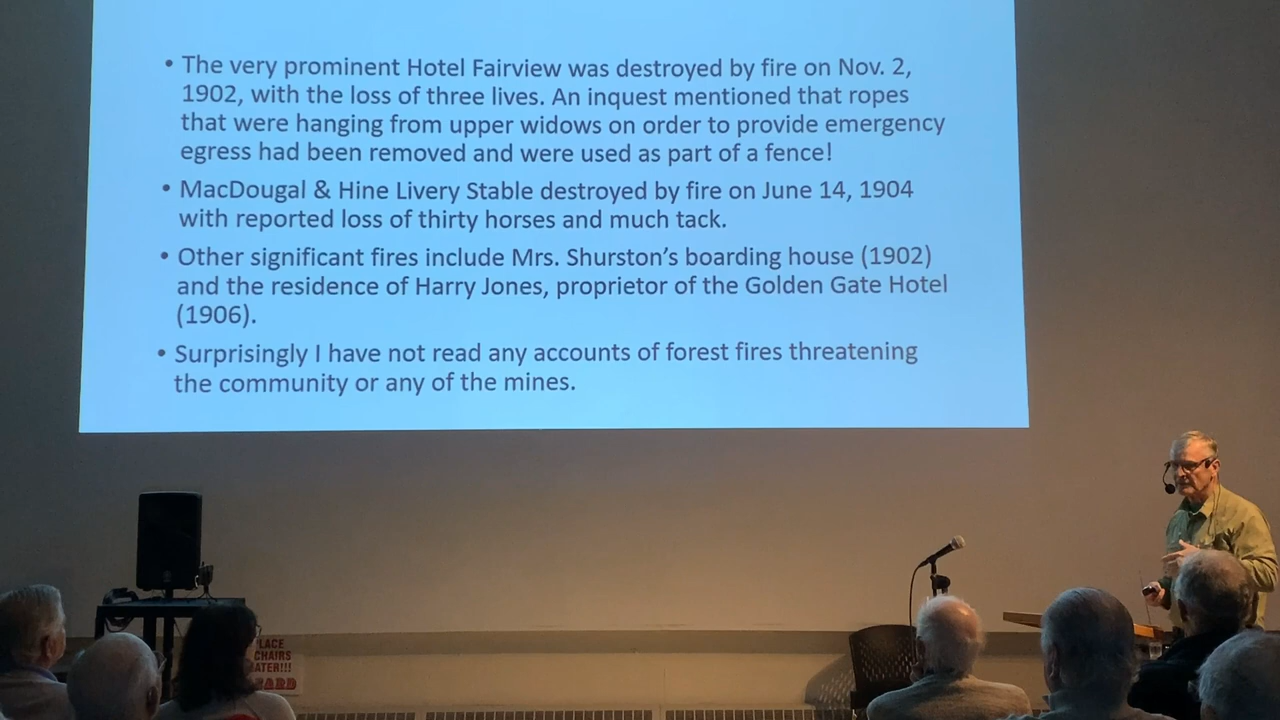 • The very prominent Hotel Fairview was destroyed by fire on Nov. 2,
1902, with the loss of three lives. An inquest mentioned that ropes
that were hanging from upper widows on order to provide emergency
egress had been removed and were used as part of a fence!
• MacDougal & Hine Livery Stable destroyed by fire on June 14, 1904
with reported loss of thirty horses and much tack.
• Other significant fires include Mrs. Shurston's boarding house (1902)
and the residence of Harry Jones, proprietor of the Golden Gate Hotel
(1906).
• Surprisingly I have not read any accounts of forest fires threatening
the community or any of the mines.
PLACE
CHAIRS